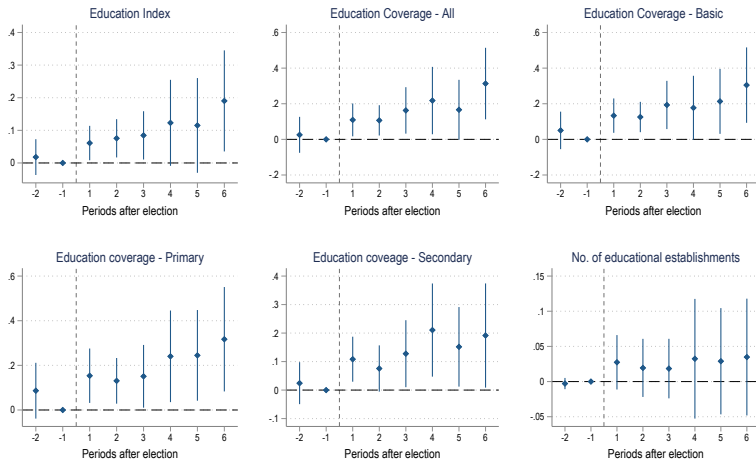 Education Index
.4
.3
.2
.1
0
-2 -1 1 2 3 4 5 6
Periods after election
Education Coverage - All
.6
.4
.2
0
-.2
-2 -1 1 2 3 4 5 6
Periods after election
Education Coverage - Basic
.6
.4
.2
0
-.2
-2 -1 1 2 3 4 5 6
Periods after election
Education coverage - Primary
.6
.4
.2
0
-2 -1 1 2 3 4 5 6
Periods after election
Education coveage - Secondary
.4
.3
.2
.1
0
-.1
-2 -1 1 2 3 4 5 6
Periods after election
No. of educational establishments
.15
.1
.05
0
.05
-2 -1 1 2 3 4 5 6
Periods after election